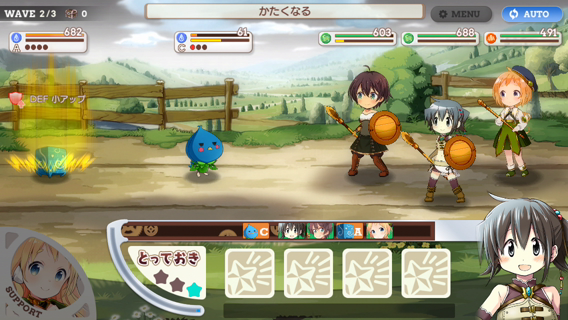 WAVE 2/3 0
かたくなる
MENU
AUTO
682
A
61
C
603
688
491
DEF 小アップ
C
A
とっておき
SUPPORT